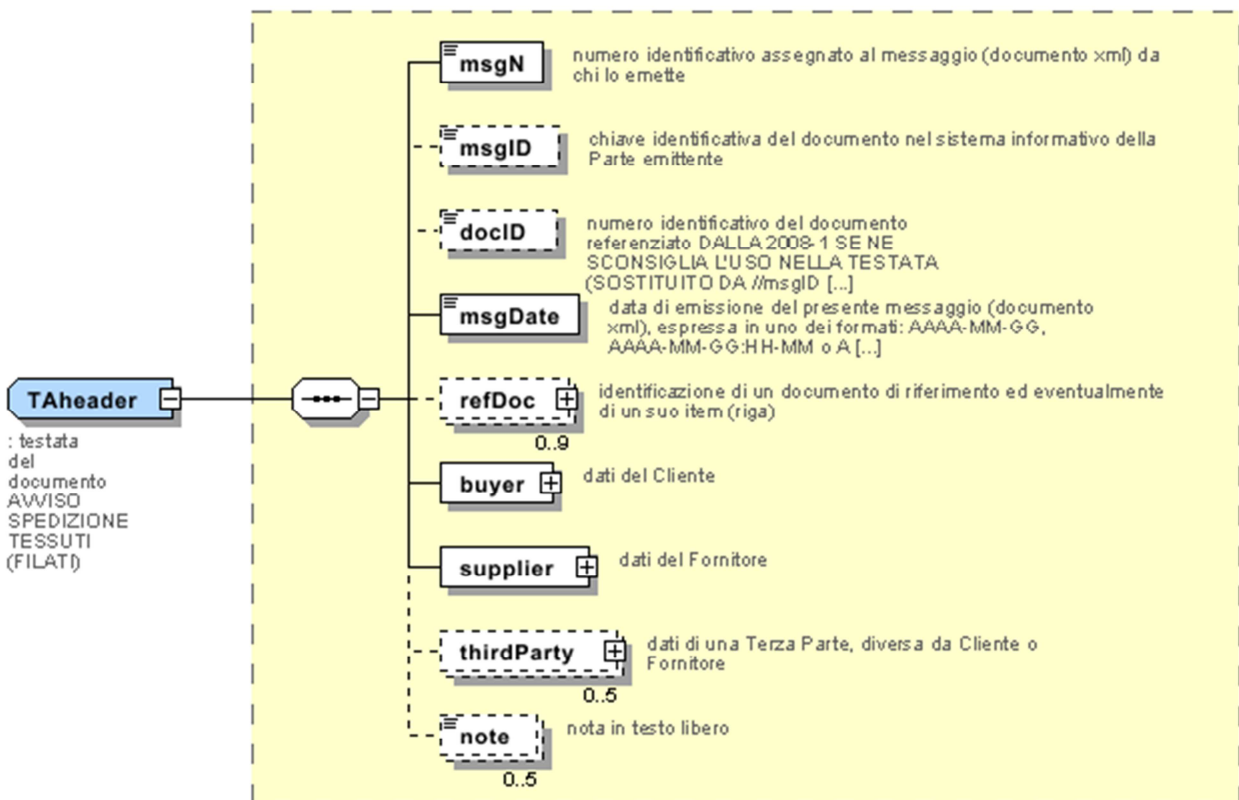 msgN
numero identificativo assegnato al messaggio (documento xml) da
chi lo emette
msgID
chiave identificativa del documento nel sistema informativo della
Parte emittente
docID
numero identificativo del documento
referenziato DALLA 2008-1 SE NE
SCONSIGLIA L'USO NELLA TESTATA
(SOSTITUITO DA //msgID [...]
msgDate
data di emissione del presente messaggio (documento
xml), espressa in uno dei formati: AAAA-MM-GG,
AAAA-MM-GG:HH-MM o A [...]
TAheader
: testata
del
documento
AVVISO
SPEDIZIONE
TESSUTI
(FILATI)
refDoc
0..9
identificazione di un documento di riferimento ed eventualmente
di un suo item (riga)
buyer
dati del Cliente
supplier
dati del Fornitore
thirdParty
0..5
dati di una Terza Parte, diversa da Cliente o
Fornitore
note
0..5
nota in testo libero